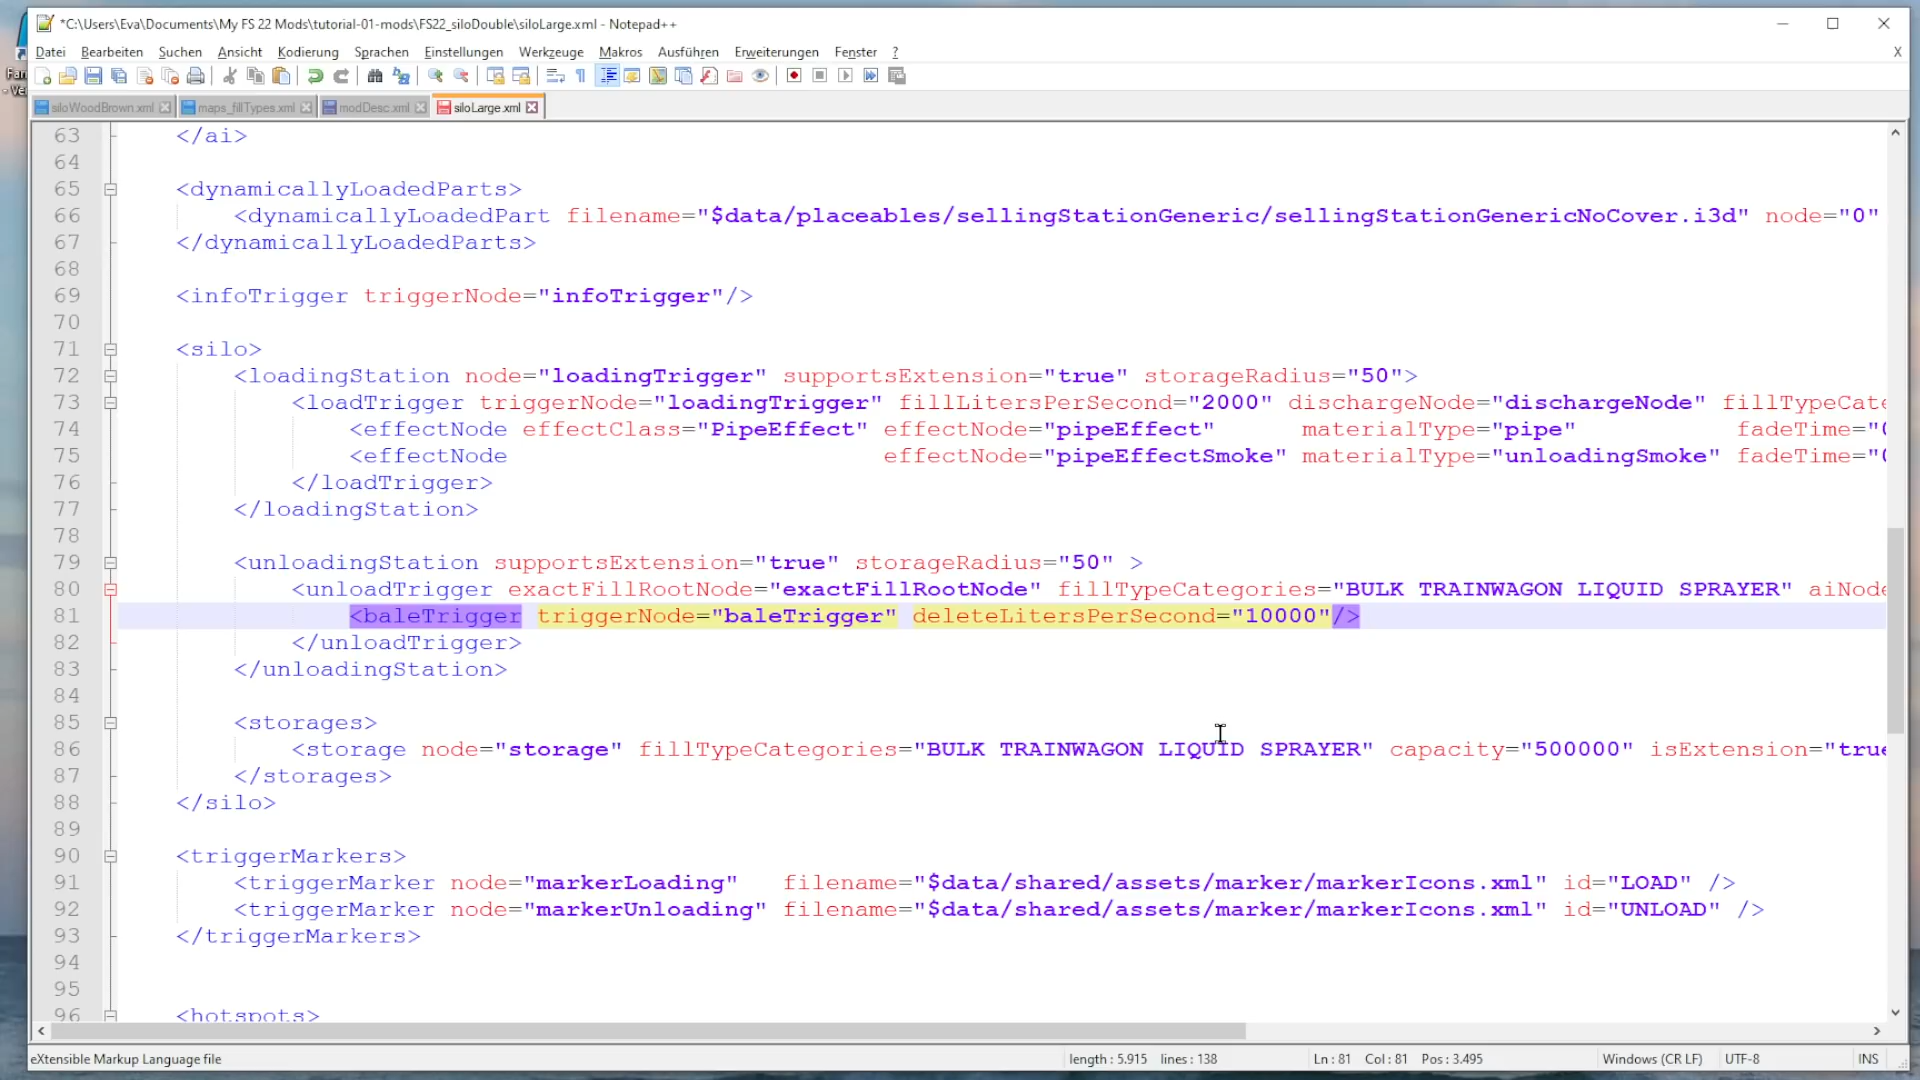 *C:\Users\Eva\Documents\My FS 22 Mods\tutorial-01-mods\FS22_siloDouble\siloLarge.xml - Notepad++
Datei Bearbeiten Suchen Ansicht Kodierung Sprachen Einstellungen Werkzeuge Makros Ausführen Erweiterungen Fenster ? X
siloWoodBrown.xml maps_fillTypes.xml modDesc.xml siloLarge.xml
63 </ai>
64
65 <dynamicallyLoadedParts>
66 <dynamicallyLoadedPart filename="$data/placeables/sellingStationGeneric/sellingStationGenericNoCover.i3d" node="0"
67 </dynamicallyLoadedParts>
68
69 <infoTrigger triggerNode="infoTrigger"/>
70
71 <silo>
72 <loadingStation node="loadingTrigger" supportsExtension="true" storageRadius="50">
73 <loadTrigger triggerNode="loadingTrigger" fillLitersPerSecond="2000" dischargeNode="dischargeNode" fillTypeCate
74 <effectNode effectClass="PipeEffect" effectNode="pipeEffect" materialType="pipe" fadeTime="0
75 <effectNode effectNode="pipeEffectSmoke" materialType="unloadingSmoke" fadeTime="0
76 </loadTrigger>
77 </loadingStation>
78
79 <unloadingStation supportsExtension="true" storageRadius="50" >
80 <unloadTrigger exactFillRootNode="exactFillRootNode" fillTypeCategories="BULK TRAINWAGON LIQUID SPRAYER" aiNode
81 <baleTrigger triggerNode="baleTrigger" deleteLitersPerSecond="10000"/>
82 </unloadTrigger>
83 </unloadingStation>
84
85 <storages>
86 <storage node="storage" fillTypeCategories="BULK TRAINWAGON LIQUID SPRAYER" capacity="500000" isExtension="true
87 </storages>
88 </silo>
89
90 <triggerMarkers>
91 <triggerMarker node="markerLoading" filename="$data/shared/assets/marker/markerIcons.xml" id="LOAD" />
92 <triggerMarker node="markerUnloading" filename="$data/shared/assets/marker/markerIcons.xml" id="UNLOAD" />
93 </triggerMarkers>
94
95
96 <hotspots>
eXtensible Markup Language file length : 5.915 lines : 138 Ln : 81 Col : 81 Pos : 3.495 Windows (CR LF) UTF-8 INS